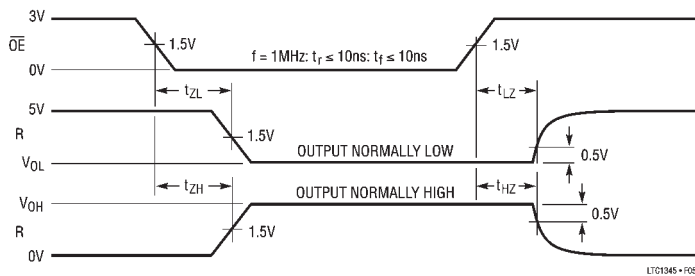 3V
OE
0V
1.5V
f = 1MHz: tr ≤ 10ns: tf ≤ 10ns
1.5V
tZL
tLZ
5V
R
VOL
1.5V
OUTPUT NORMALLY LOW
0.5V
tZH
tHZ
VOH
R
0V
1.5V
OUTPUT NORMALLY HIGH
0.5V
LTC1345 • F05